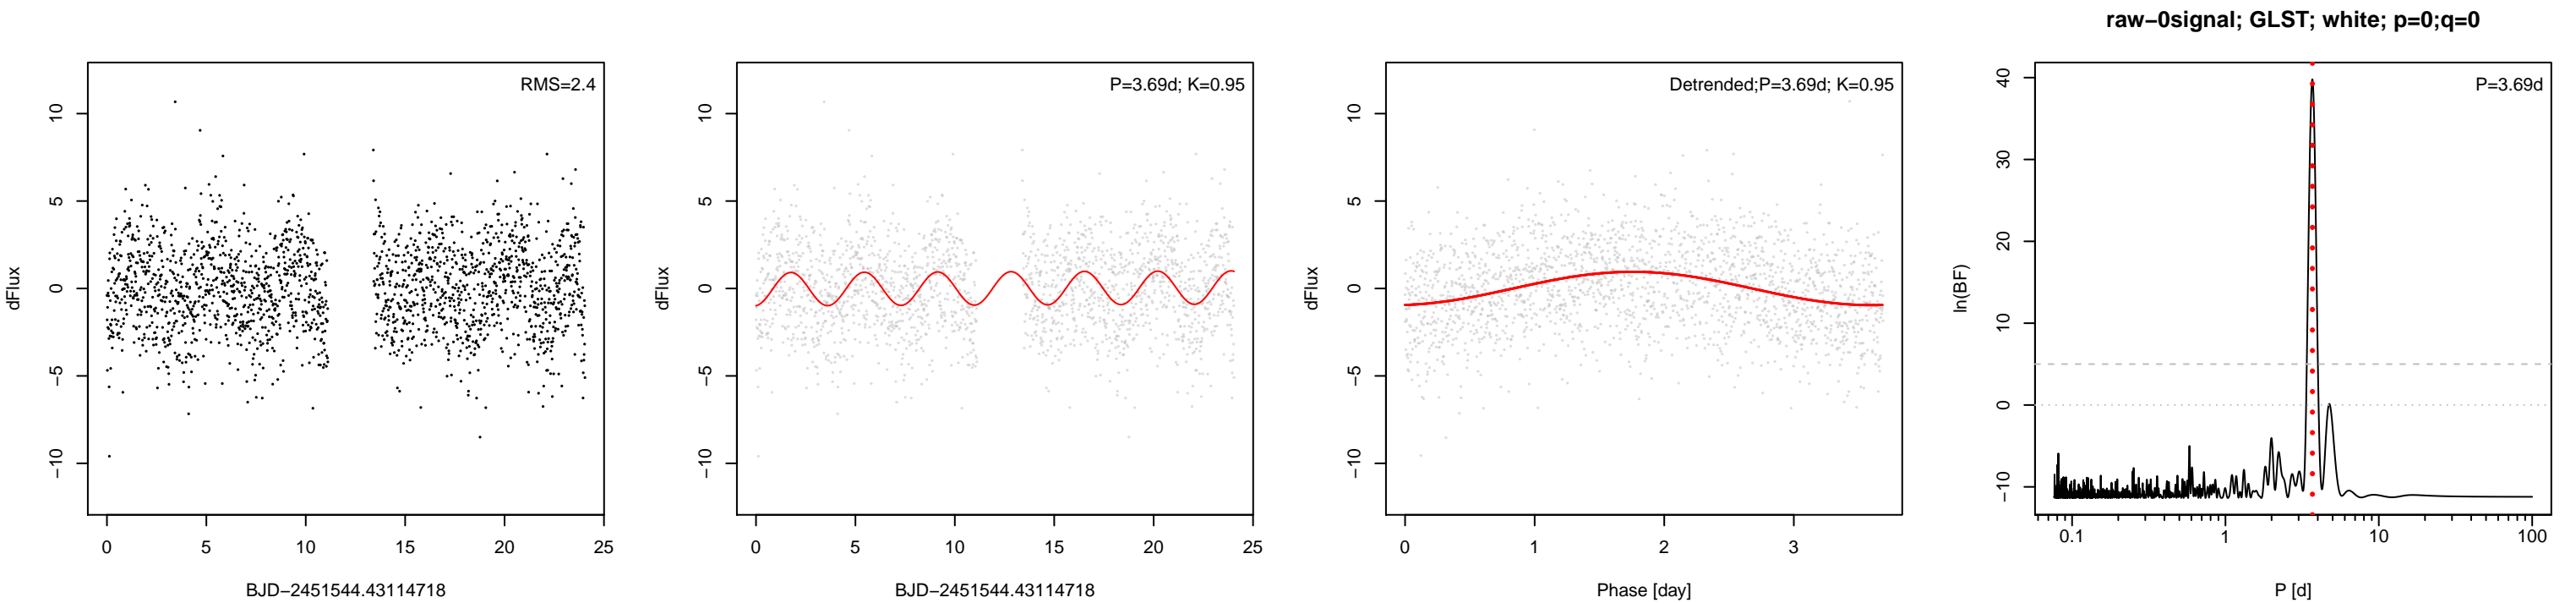 raw−0signal; GLST; white; p=0;q=0
RMS=2.4
10
5
0
−5
−10
dFlux
0 5 10 15 20 25
BJD−2451544.43114718
P=3.69d; K=0.95
10
5
0
−5
−10
dFlux
0 5 10 15 20 25
BJD−2451544.43114718
Detrended;P=3.69d; K=0.95
10
5
0
−5
−10
dFlux
0 1 2 3
Phase [day]
P=3.69d
40
30
20
10
0
−10
ln(BF)
0.1 1 10 100
P [d]